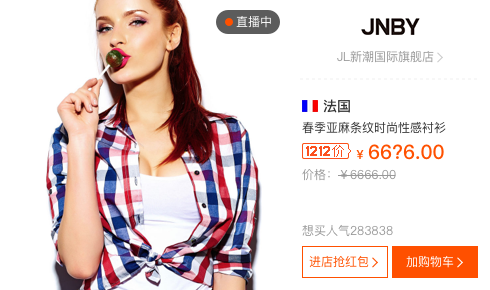 直播中
JNBY
JL新潮国际旗舰店
法国
春季亚麻条纹时尚性感衬衫
1212价 ¥ 66?6.00
价格： ¥ 6666.00
想买人气283838
进店抢红包
加购物车